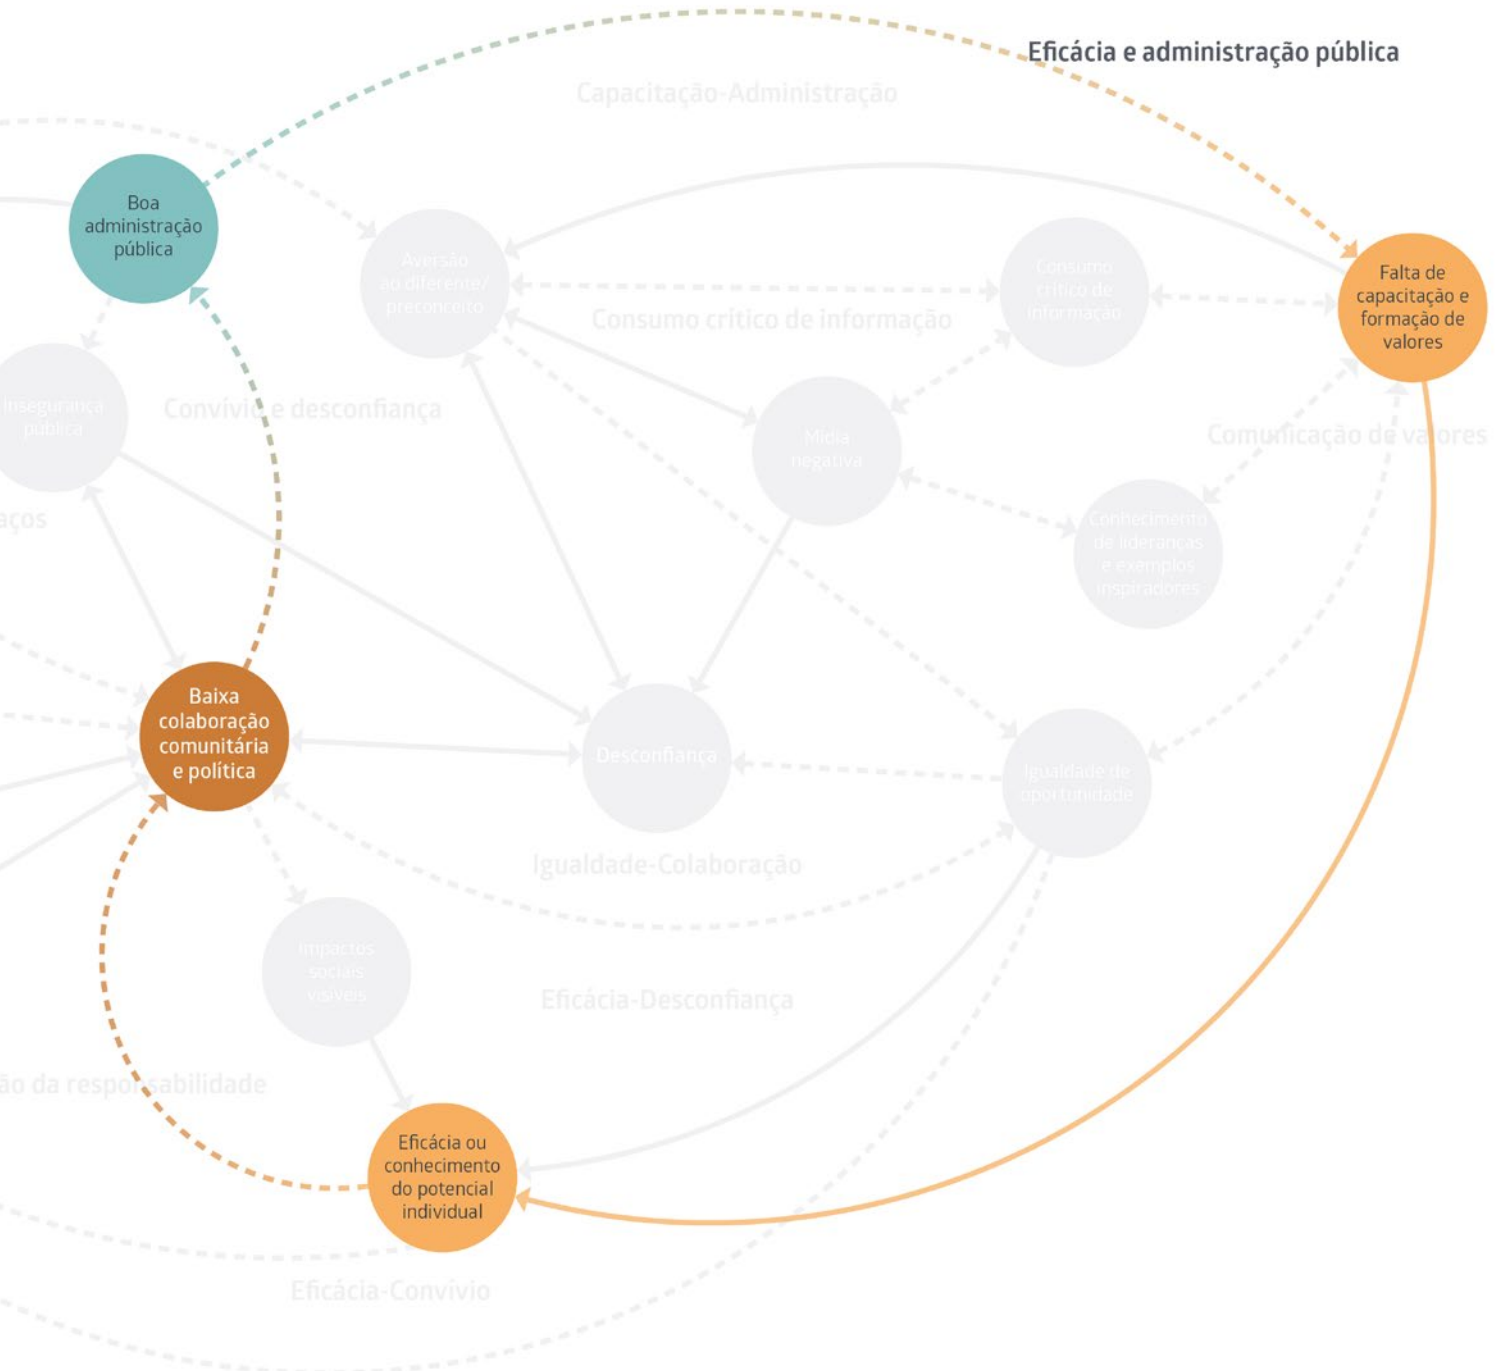 Eficácia e administração pública
Capacitação-Administração
Boa
administração
pública
Aversão
ao diferente/
preconceito
Consumo
crítico de
informação
Falta de
capacitação e
formação de
valores
Consumo crítico de informação
Insegurança
pública
Convívio e desconfiança
Mídia
negativa
Comunicação de valores
aços
Conhecimento
de lideranças
e exemplos
inspiradores
Baixa
colaboração
comunitária
e política
Desconfiança
Igualdade de
oportunidade
Igualdade-Colaboração
Impactos
sociais
visíveis
Eficácia-Desconfiança
ão da responsabilidade
Eficácia ou
conhecimento
do potencial
individual
Eficácia-Convívio